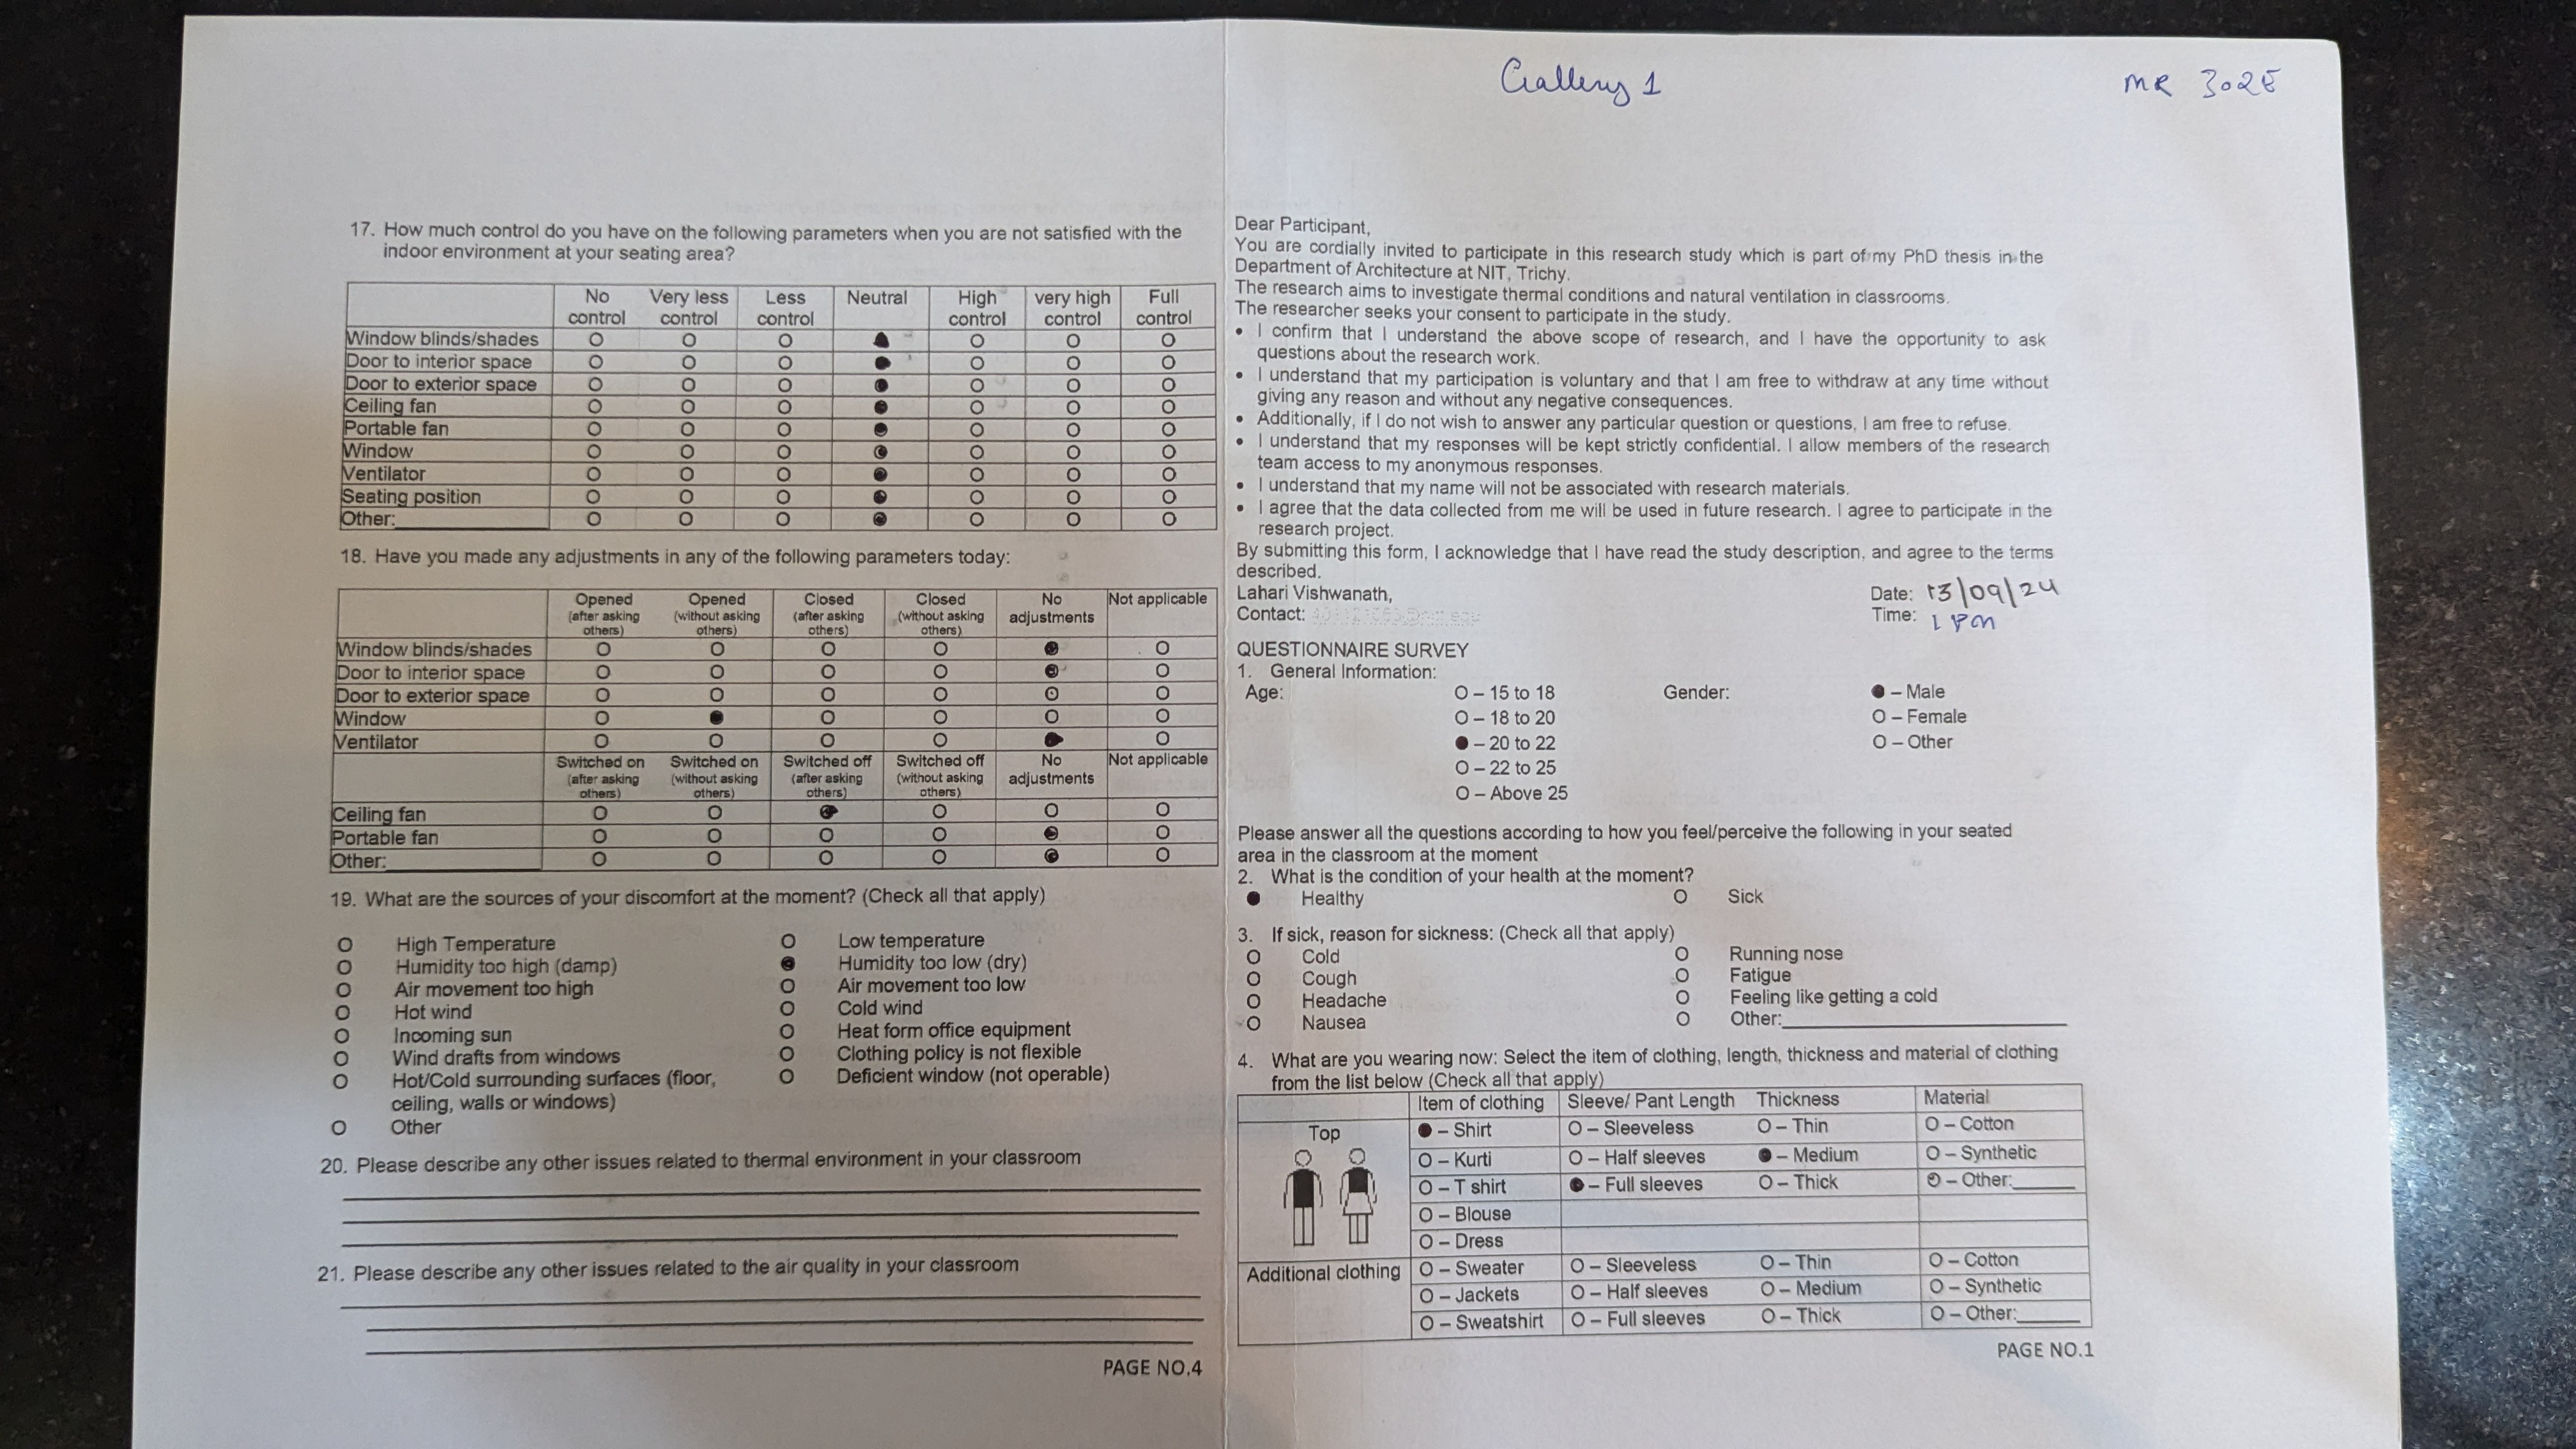 Gallery 1
MR 302E
17. How much control do you have on the following parameters when you are not satisfied with the
indoor environment at your seating area?
No control Very less control Less control Neutral High control very high control Full control
Window blinds/shades O O O ● O O O
Door to interior space O O O ● O O O
Door to exterior space O O O ● O O O
Ceiling fan O O O ● O O O
Portable fan O O O ● O O O
Window O O O ● O O O
Ventilator O O O ● O O O
Seating position O O O ● O O O
Other:__________ O O O ● O O O
18. Have you made any adjustments in any of the following parameters today:
Opened (after asking others) Opened (without asking others) Closed (after asking others) Closed (without asking others) No adjustments Not applicable
Window blinds/shades O O O O ● O
Door to interior space O O O O ● O
Door to exterior space O O O O ⊙ O
Window O ● O O O O
Ventilator O O O O ● O
Switched on (after asking others) Switched on (without asking others) Switched off (after asking others) Switched off (without asking others) No adjustments Not applicable
Ceiling fan O O ● O O O
Portable fan O O O O ● O
Other:__________ O O O O ● O
19. What are the sources of your discomfort at the moment? (Check all that apply)
O High Temperature O Low temperature
O Humidity too high (damp) ● Humidity too low (dry)
O Air movement too high O Air movement too low
O Hot wind O Cold wind
O Incoming sun O Heat form office equipment
O Wind drafts from windows O Clothing policy is not flexible
O Hot/Cold surrounding surfaces (floor, O Deficient window (not operable)
ceiling, walls or windows)
O Other
20. Please describe any other issues related to thermal environment in your classroom
21. Please describe any other issues related to the air quality in your classroom
PAGE NO.4
Dear Participant,
You are cordially invited to participate in this research study which is part of my PhD thesis in the
Department of Architecture at NIT, Trichy.
The research aims to investigate thermal conditions and natural ventilation in classrooms.
The researcher seeks your consent to participate in the study.
• I confirm that I understand the above scope of research, and I have the opportunity to ask
questions about the research work.
• I understand that my participation is voluntary and that I am free to withdraw at any time without
giving any reason and without any negative consequences.
• Additionally, if I do not wish to answer any particular question or questions, I am free to refuse.
• I understand that my responses will be kept strictly confidential. I allow members of the research
team access to my anonymous responses.
• I understand that my name will not be associated with research materials.
• I agree that the data collected from me will be used in future research. I agree to participate in the
research project.
By submitting this form, I acknowledge that I have read the study description, and agree to the terms
described.
Lahari Vishwanath, Date: 13/09/24
Contact: Time: 1 PM
QUESTIONNAIRE SURVEY
1. General Information:
Age: O – 15 to 18 Gender: ● – Male
O – 18 to 20 O – Female
● – 20 to 22 O – Other
O – 22 to 25
O – Above 25
Please answer all the questions according to how you feel/perceive the following in your seated
area in the classroom at the moment
2. What is the condition of your health at the moment?
● Healthy O Sick
3. If sick, reason for sickness: (Check all that apply)
O Cold O Running nose
O Cough O Fatigue
O Headache O Feeling like getting a cold
O Nausea O Other:__________
4. What are you wearing now: Select the item of clothing, length, thickness and material of clothing
from the list below (Check all that apply)
Item of clothing Sleeve/ Pant Length Thickness Material
Top ● – Shirt O – Sleeveless O – Thin O – Cotton
O – Kurti O – Half sleeves ● – Medium O – Synthetic
O – T shirt ● – Full sleeves O – Thick ⊙ – Other:______
O – Blouse
O – Dress
Additional clothing O – Sweater O – Sleeveless O – Thin O – Cotton
O – Jackets O – Half sleeves O – Medium O – Synthetic
O – Sweatshirt O – Full sleeves O – Thick O – Other:______
PAGE NO.1